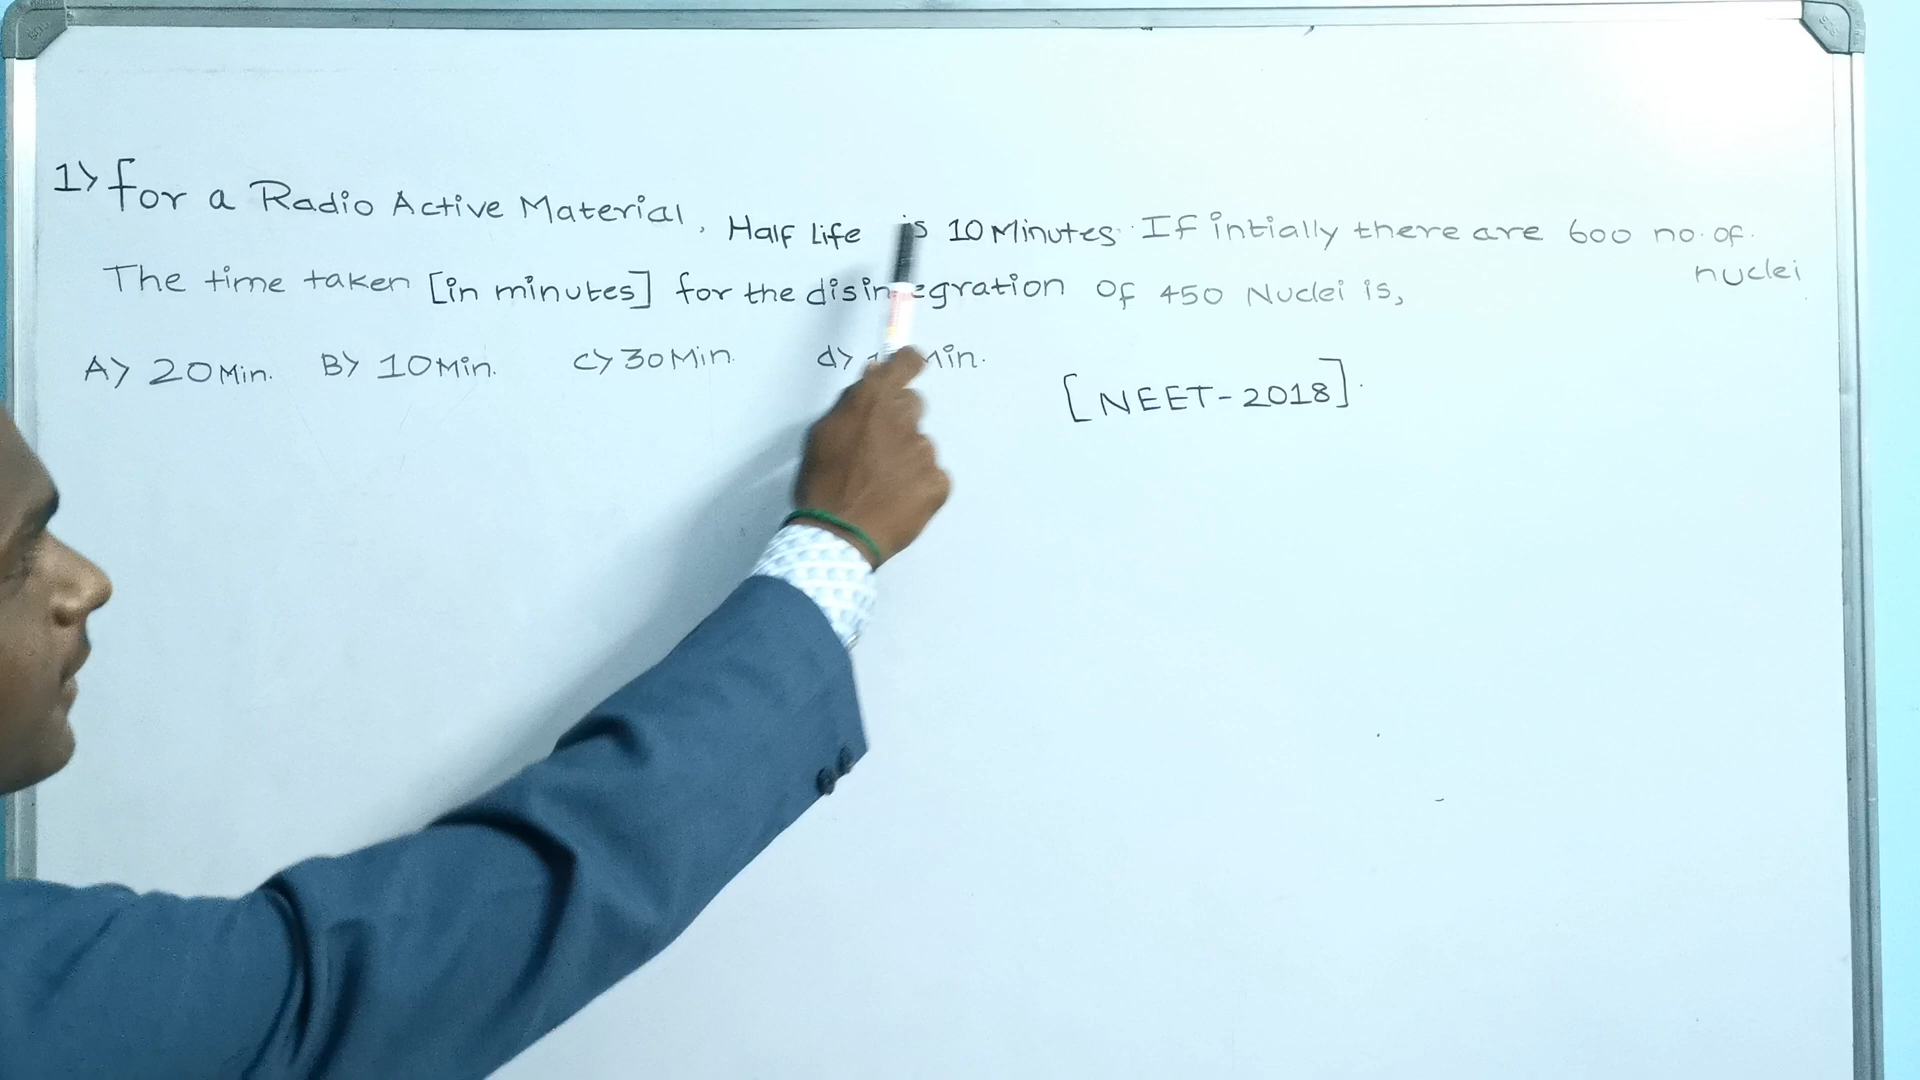 1> For a Radio Active Material, Half Life is 10 Minutes. If intially there are 600 no. of.
nuclei
The time taken [in minutes] for the disintegration of 450 Nuclei is,
A> 20 Min. B> 10 Min. C> 30 Min. d> Min.
[NEET-2018].